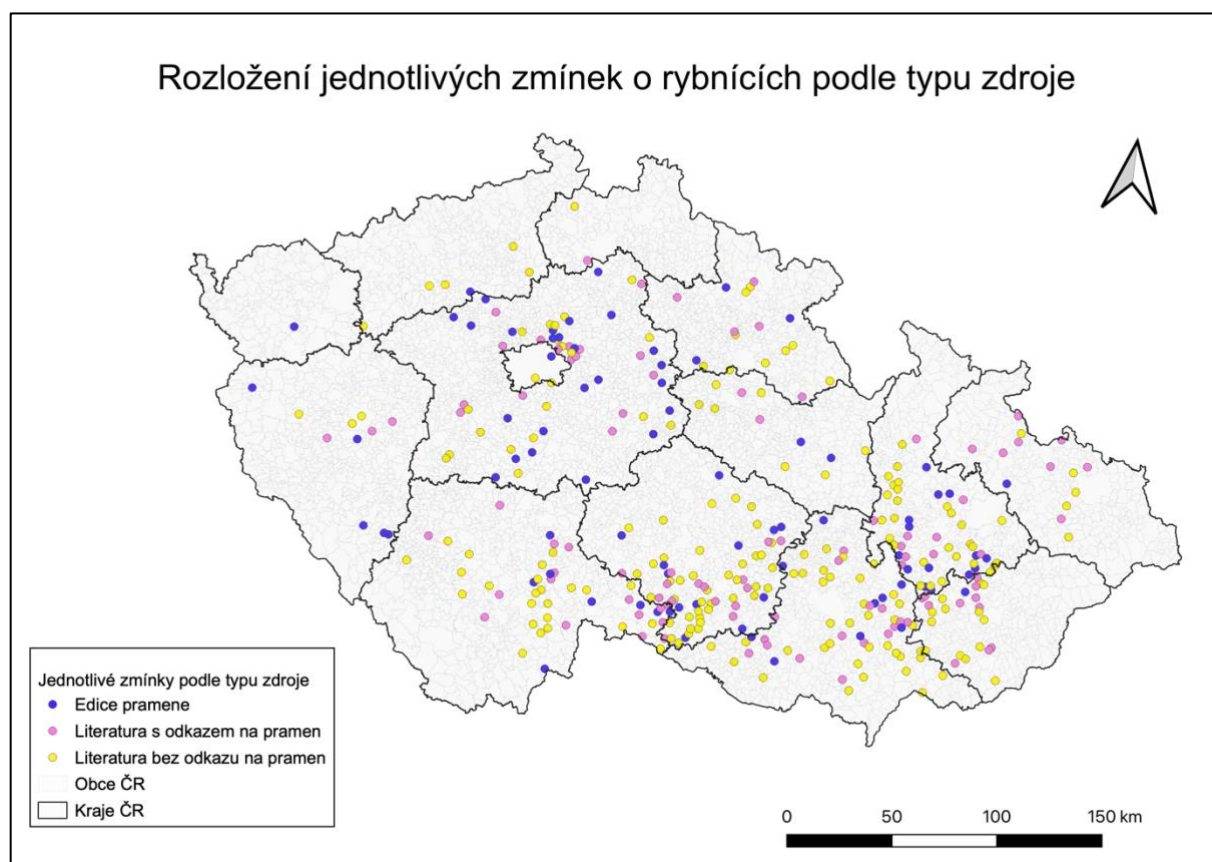 Rozložení jednotlivých zmínek o rybnících podle typu zdroje
Jednotlivé zmínky podle typu zdroje
Edice pramene
Literatura s odkazem na pramen
Literatura bez odkazu na pramen
Obce ČR
Kraje ČR
0 50 100 150 km